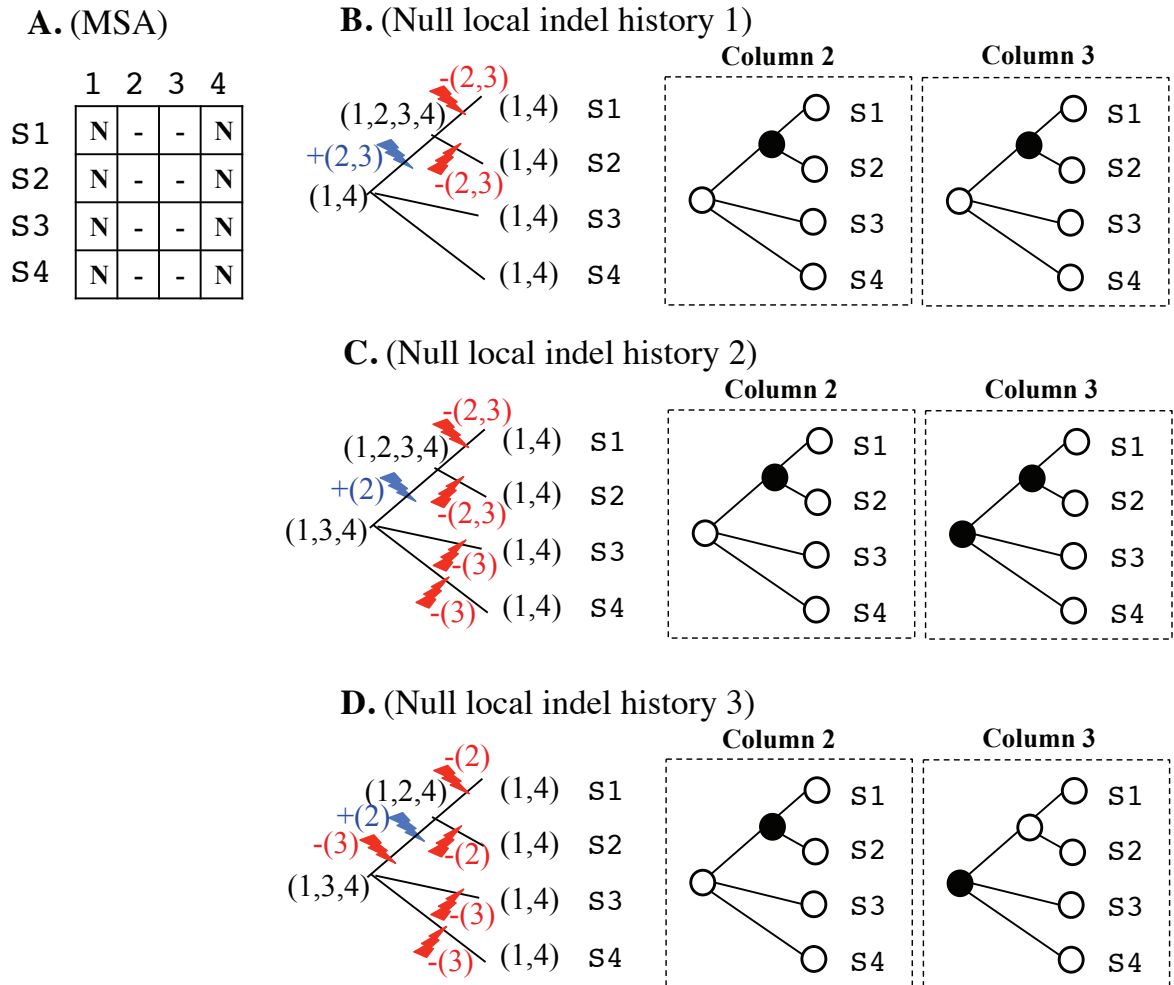 A. (MSA)
1 2 3 4
S1 N - - N
S2 N - - N
S3 N - - N
S4 N - - N
B. (Null local indel history 1)
-(2,3)
(1,2,3,4) (1,4) S1
+(2,3) (1,4) S2
-(2,3)
(1,4) (1,4) S3
(1,4) S4
Column 2
S1
S2
S3
S4
Column 3
S1
S2
S3
S4
C. (Null local indel history 2)
-(2,3)
(1,2,3,4) (1,4) S1
+(2) (1,4) S2
-(2,3)
(1,3,4) (1,4) S3
-(3)
(1,4) S4
-(3)
Column 2
S1
S2
S3
S4
Column 3
S1
S2
S3
S4
D. (Null local indel history 3)
-(2)
(1,2,4) (1,4) S1
+(2)
-(3) -(2) (1,4) S2
(1,3,4) (1,4) S3
-(3)
(1,4) S4
-(3)
Column 2
S1
S2
S3
S4
Column 3
S1
S2
S3
S4